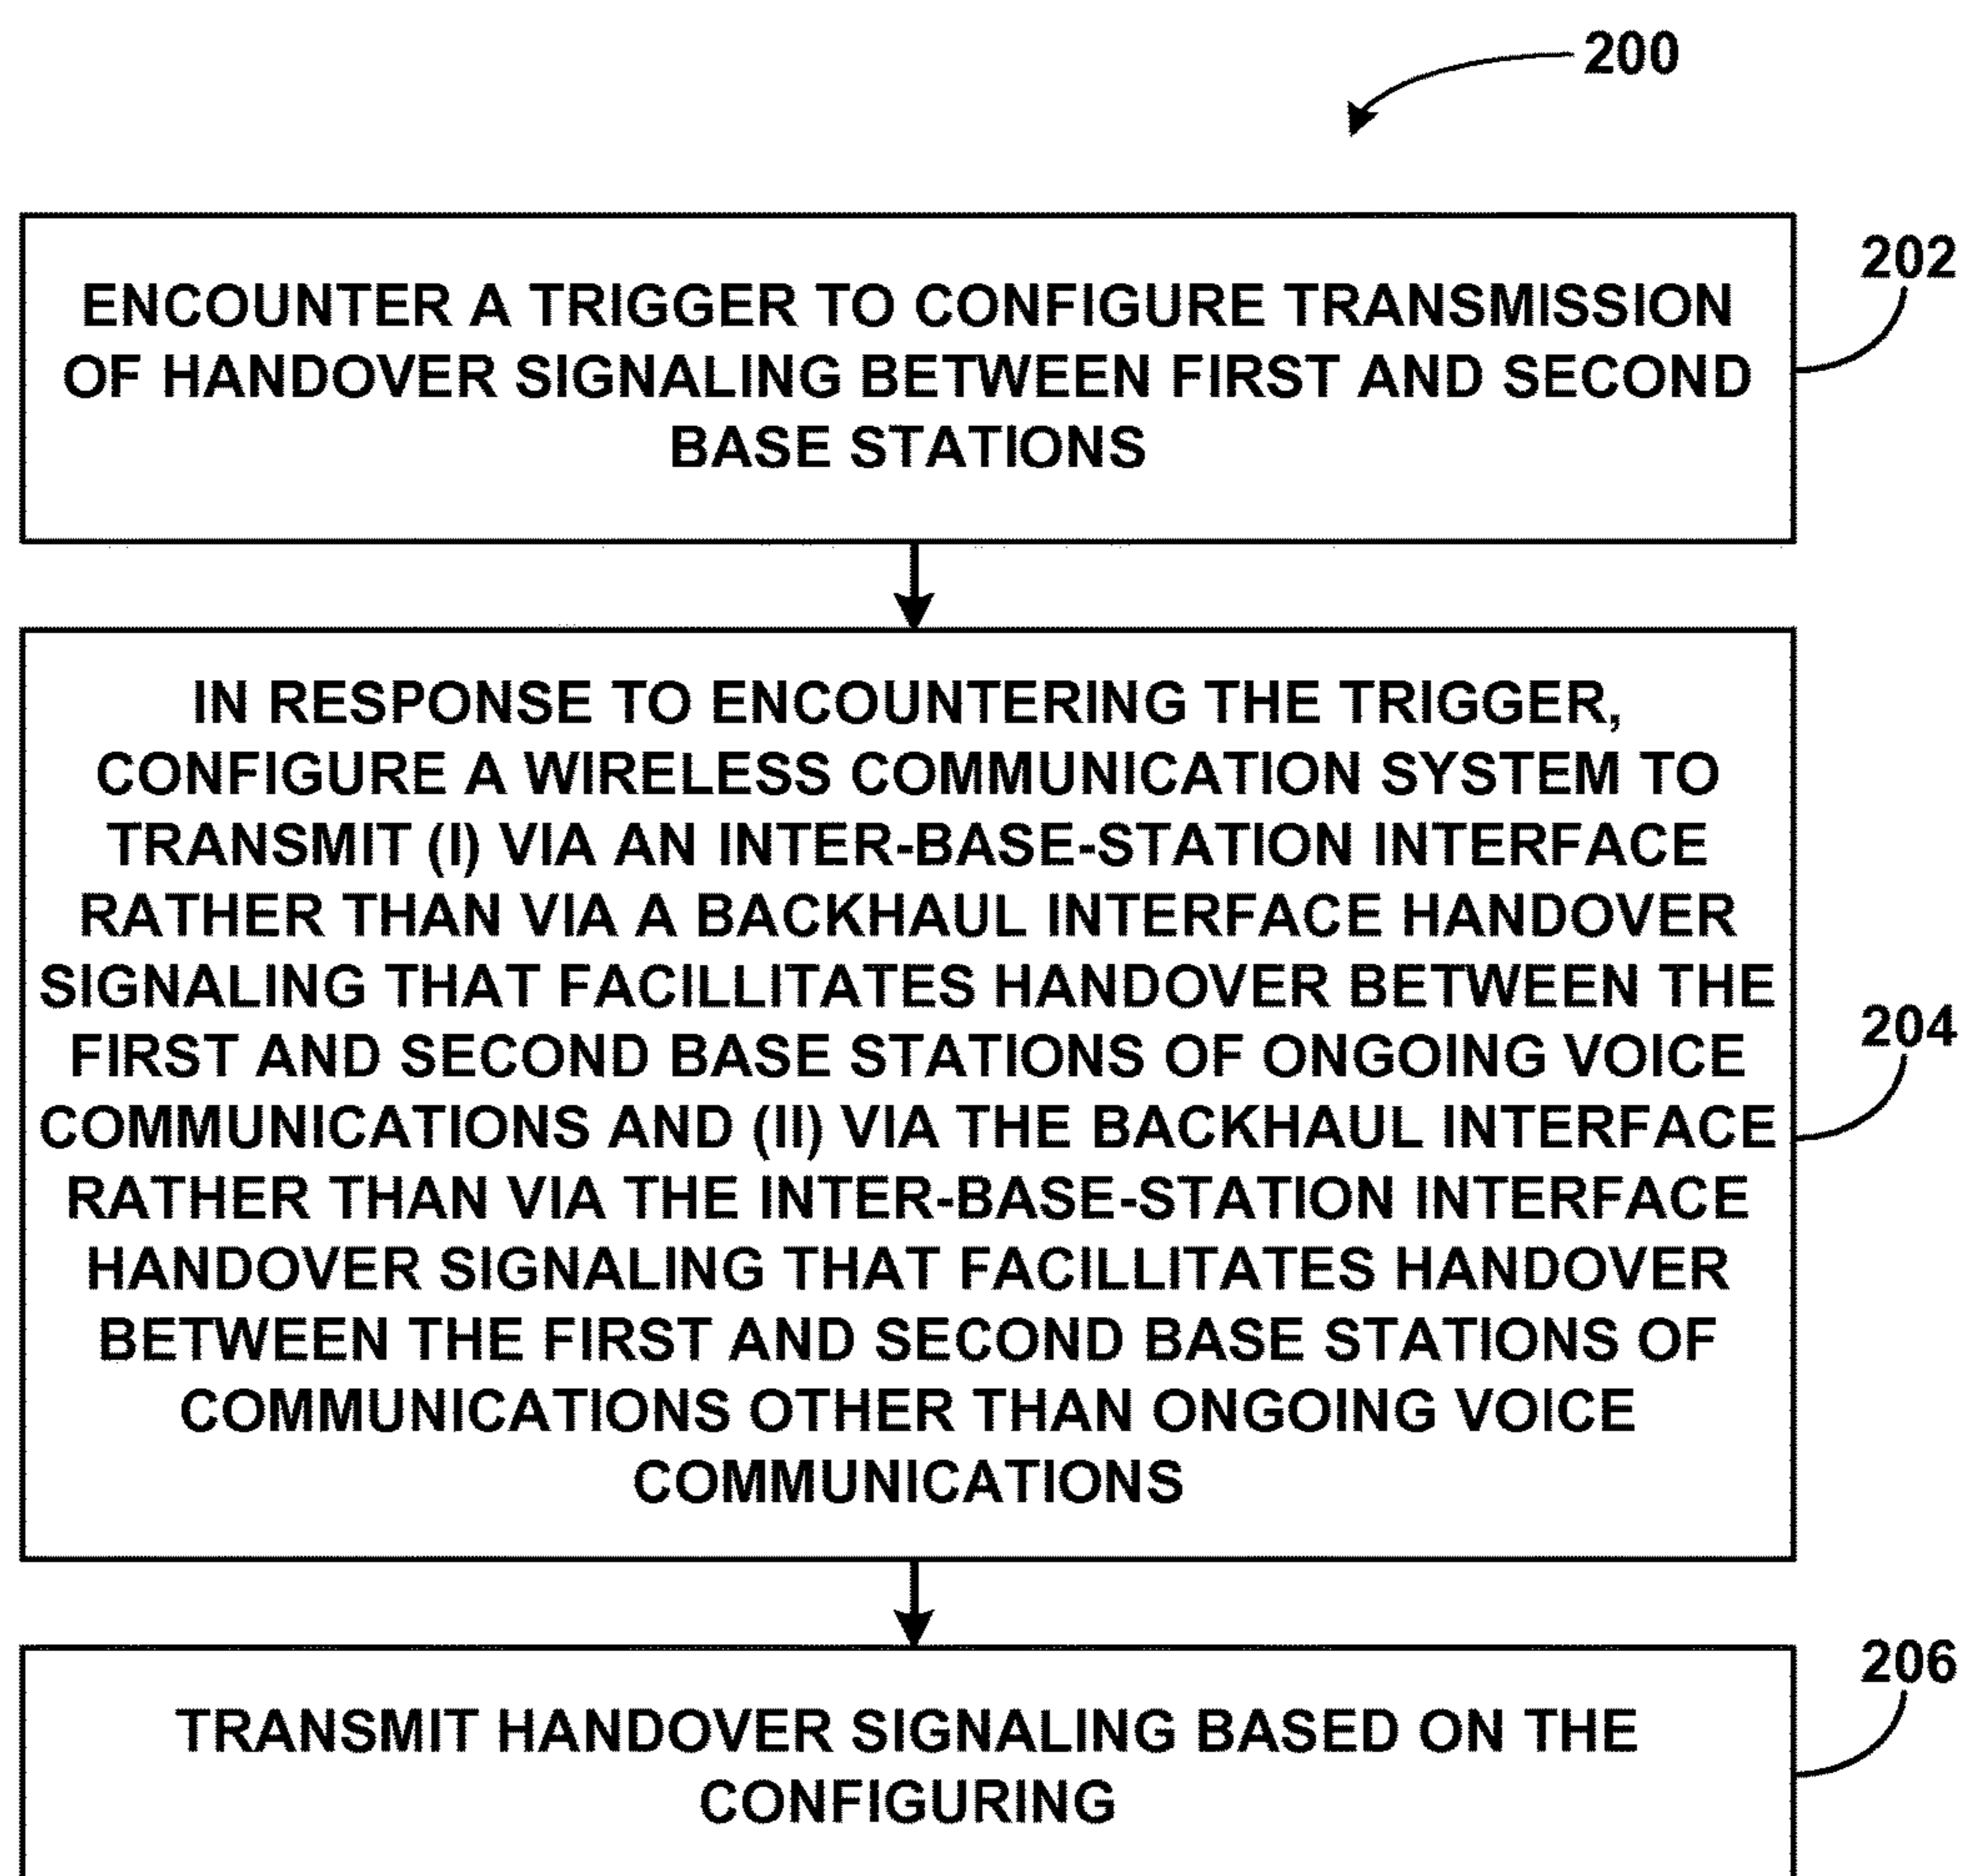 200
202
ENCOUNTER A TRIGGER TO CONFIGURE TRANSMISSION
OF HANDOVER SIGNALING BETWEEN FIRST AND SECOND
BASE STATIONS
IN RESPONSE TO ENCOUNTERING THE TRIGGER,
CONFIGURE A WIRELESS COMMUNICATION SYSTEM TO
TRANSMIT (I) VIA AN INTER-BASE-STATION INTERFACE
RATHER THAN VIA A BACKHAUL INTERFACE HANDOVER
SIGNALING THAT FACILLITATES HANDOVER BETWEEN THE
FIRST AND SECOND BASE STATIONS OF ONGOING VOICE
COMMUNICATIONS AND (II) VIA THE BACKHAUL INTERFACE
RATHER THAN VIA THE INTER-BASE-STATION INTERFACE
HANDOVER SIGNALING THAT FACILLITATES HANDOVER
BETWEEN THE FIRST AND SECOND BASE STATIONS OF
COMMUNICATIONS OTHER THAN ONGOING VOICE
COMMUNICATIONS
204
206
TRANSMIT HANDOVER SIGNALING BASED ON THE
CONFIGURING